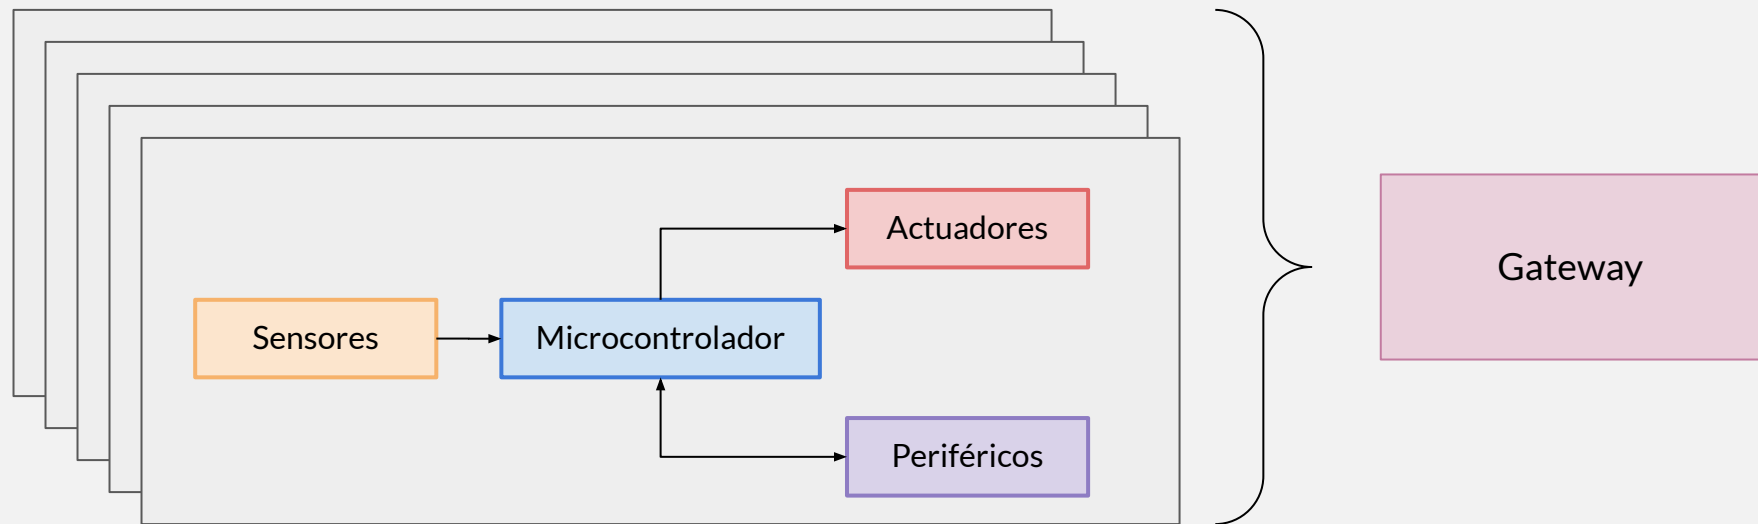 Actuadores
Gateway
Sensores
Microcontrolador
Periféricos